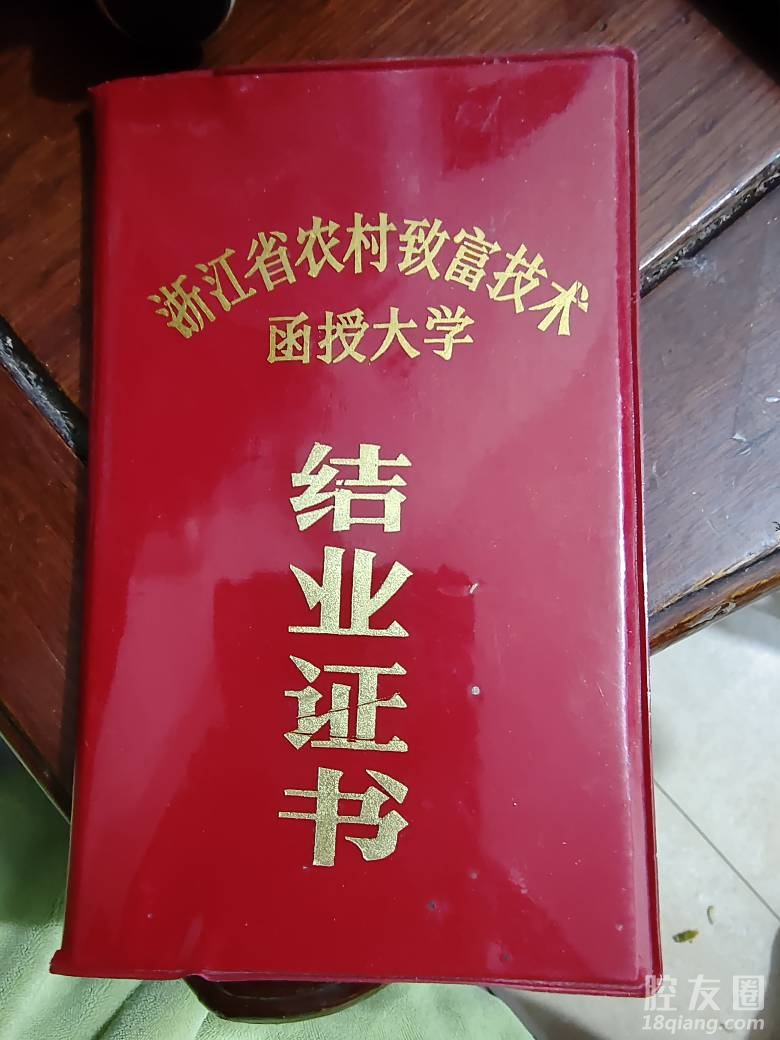 浙江省农村致富技术
函授大学
结业证书
腔友圈
18qiang.com